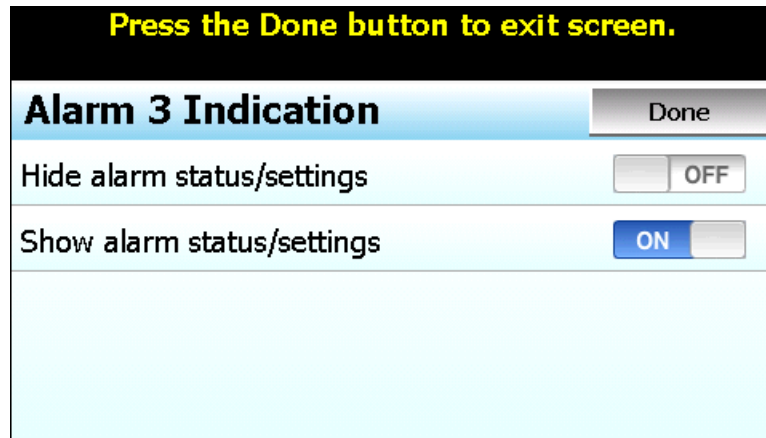 Press the Done button to exit screen.
Alarm 3 Indication
Done
Hide alarm status/settings
OFF
Show alarm status/settings
ON